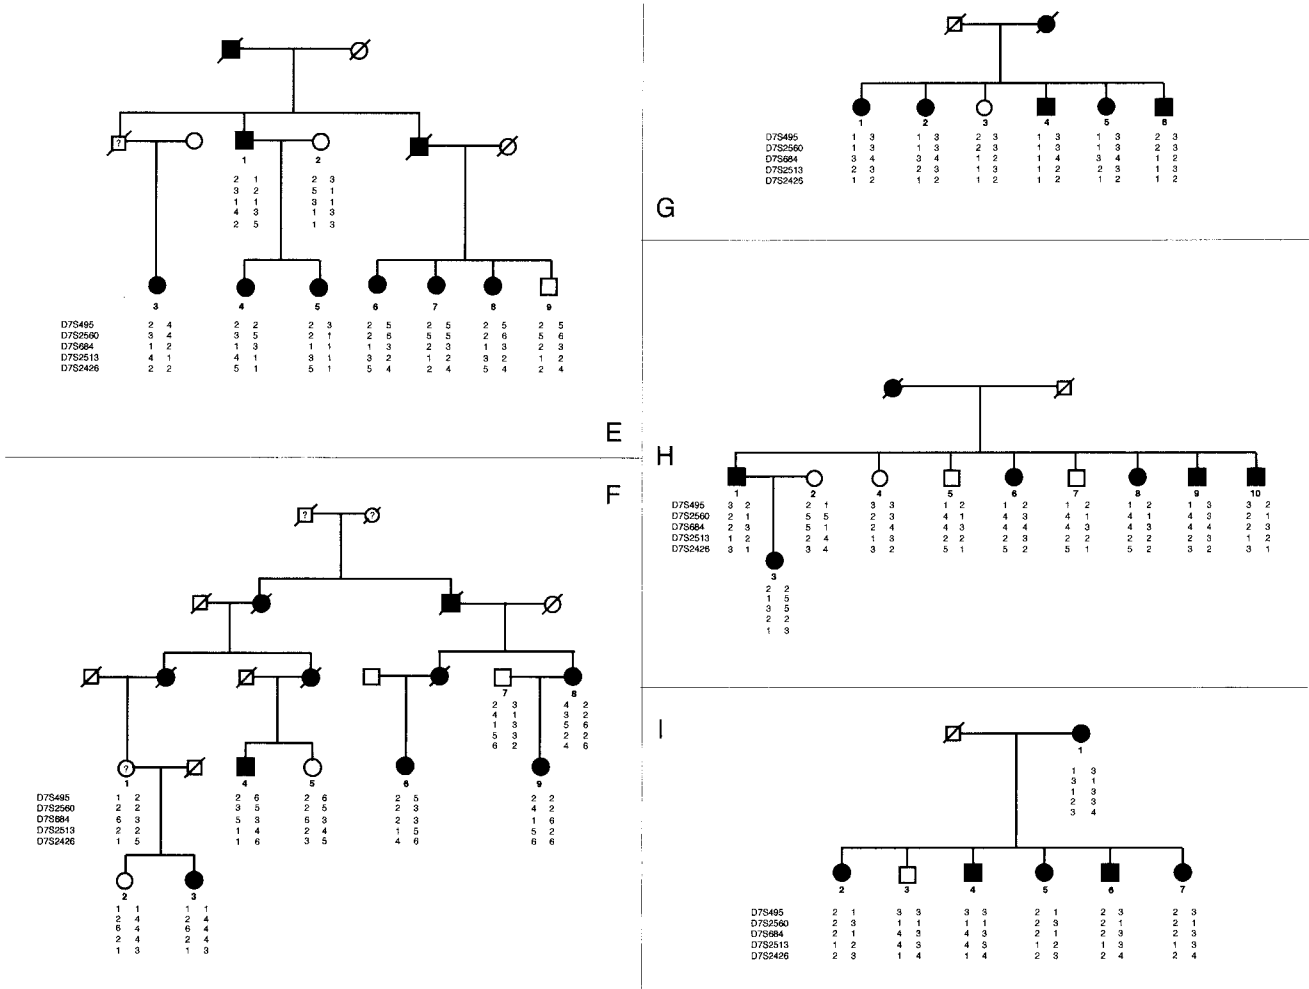 ?
1 2
2 1 2 3
3 2 5 1
1 1 3 1
4 3 1 3
2 5 1 3
3 4 5 6 7 8 9
D7S495 2 4 2 2 2 3 2 5 2 5 2 5 2 5
D7S2560 3 4 3 5 2 1 2 6 5 5 2 6 5 6
D7S684 1 2 1 3 1 1 1 3 2 3 1 3 2 3
D7S2513 4 1 4 1 3 1 3 2 1 2 3 2 1 2
D7S2426 2 2 5 1 5 1 5 4 2 4 5 4 2 4
E
F
? ?
7 8
2 3 4 2
4 1 3 2
1 3 5 6
5 3 2 2
6 2 4 6
?
1 4 5 6 9
D7S495 1 2 2 6 2 6 2 5 2 2
D7S2560 2 2 3 5 2 5 2 3 4 2
D7S684 6 3 5 3 6 3 2 3 1 6
D7S2513 2 2 1 4 2 4 1 5 5 2
D7S2426 1 5 1 6 3 5 4 6 6 6
2 3
1 1 1 1
2 4 2 4
6 4 6 4
2 4 2 4
1 3 1 3
1 2 3 4 5 6
D7S495 1 3 1 3 2 3 1 3 1 3 2 3
D7S2560 1 3 1 3 2 3 1 3 1 3 2 3
D7S684 3 4 3 4 1 2 1 4 3 4 1 2
D7S2513 2 3 2 3 1 3 1 2 2 3 1 3
D7S2426 1 2 1 2 1 2 1 2 1 2 1 2
G
H
1 2 4 5 6 7 8 9 10
D7S495 3 2 2 1 3 3 1 2 1 2 1 2 1 2 1 3 3 2
D7S2560 2 1 5 5 2 3 4 1 4 3 4 1 4 1 4 3 2 1
D7S684 2 3 5 1 2 4 4 3 4 3 4 3 4 3 4 4 2 3
D7S2513 1 2 2 4 1 3 2 2 2 3 2 2 2 3 2 3 1 2
D7S2426 3 1 3 4 3 2 5 1 5 2 5 1 5 2 3 2 3 1
3
2 2
1 5
3 5
2 2
1 3
I
1
1 3
3 1
1 3
2 3
3 4
2 3 4 5 6 7
D7S495 2 1 3 3 3 3 2 1 2 3 2 3
D7S2560 2 3 1 1 1 1 2 3 2 1 2 1
D7S684 2 1 4 3 4 3 2 1 2 3 2 3
D7S2513 1 2 4 3 4 3 1 2 1 3 1 3
D7S2426 2 3 1 4 1 4 2 3 2 4 2 4